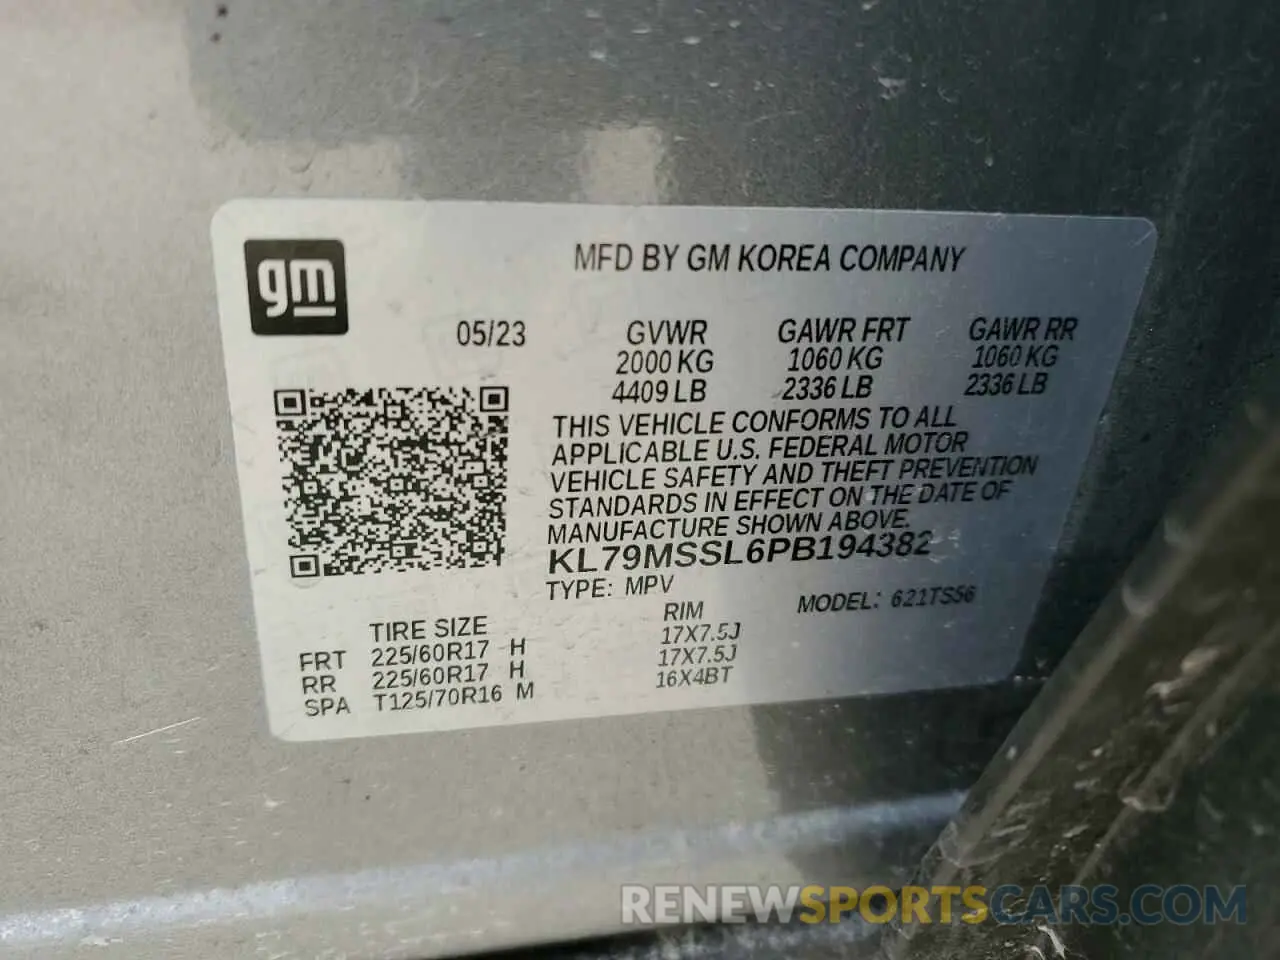 gm
MFD BY GM KOREA COMPANY
05/23 GVWR GAWR FRT GAWR RR
2000 KG 1060 KG 1060 KG
4409 LB 2336 LB 2336 LB
THIS VEHICLE CONFORMS TO ALL
APPLICABLE U.S. FEDERAL MOTOR
VEHICLE SAFETY AND THEFT PREVENTION
STANDARDS IN EFFECT ON THE DATE OF
MANUFACTURE SHOWN ABOVE.
KL79MSSL6PB194382
TYPE: MPV MODEL: 621TS56
TIRE SIZE RIM
FRT 225/60R17 H 17X7.5J
RR 225/60R17 H 17X7.5J
SPA T125/70R16 M 16X4BT
RENEWSPORTSCARS.COM